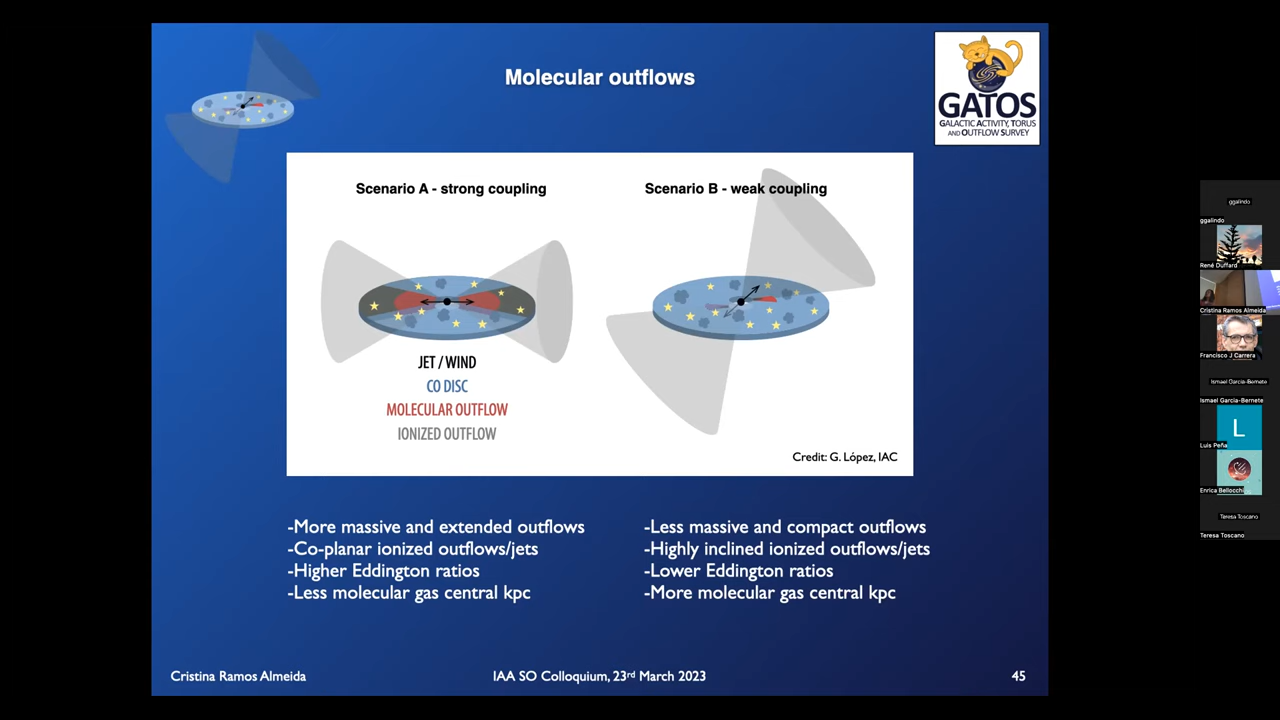 Molecular outflows
GATOS
GALACTIC ACTIVITY, TORUS
AND OUTFLOW SURVEY
Scenario A - strong coupling
Scenario B - weak coupling
JET / WIND
CO DISC
MOLECULAR OUTFLOW
IONIZED OUTFLOW
Credit: G. López, IAC
-More massive and extended outflows
-Co-planar ionized outflows/jets
-Higher Eddington ratios
-Less molecular gas central kpc
-Less massive and compact outflows
-Highly inclined ionized outflows/jets
-Lower Eddington ratios
-More molecular gas central kpc
Cristina Ramos Almeida
IAA SO Colloquium, 23rd March 2023
45
ggalindo
ggalindo
René Duffard
Cristina Ramos Almeida
Francisco J Carrera
Ismael García-Bernete
Ismael García-Bernete
L
Luis Peña
Enrica Bellocchi
Teresa Toscano
Teresa Toscano